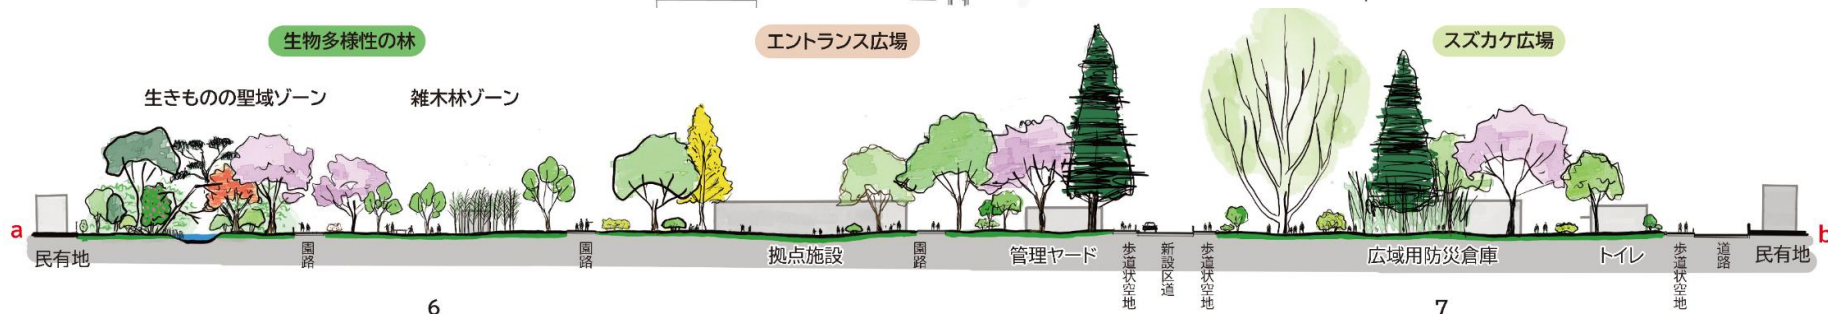 生物多様性の林
エントランス広場
スズカケ広場
生きものの聖域ゾーン
雑木林ゾーン
a
b
民有地
園路
園路
拠点施設
園路
管理ヤード
歩道状空地
新設区道
歩道状空地
広域用防災倉庫
トイレ
歩道状空地
道路
民有地
6
7